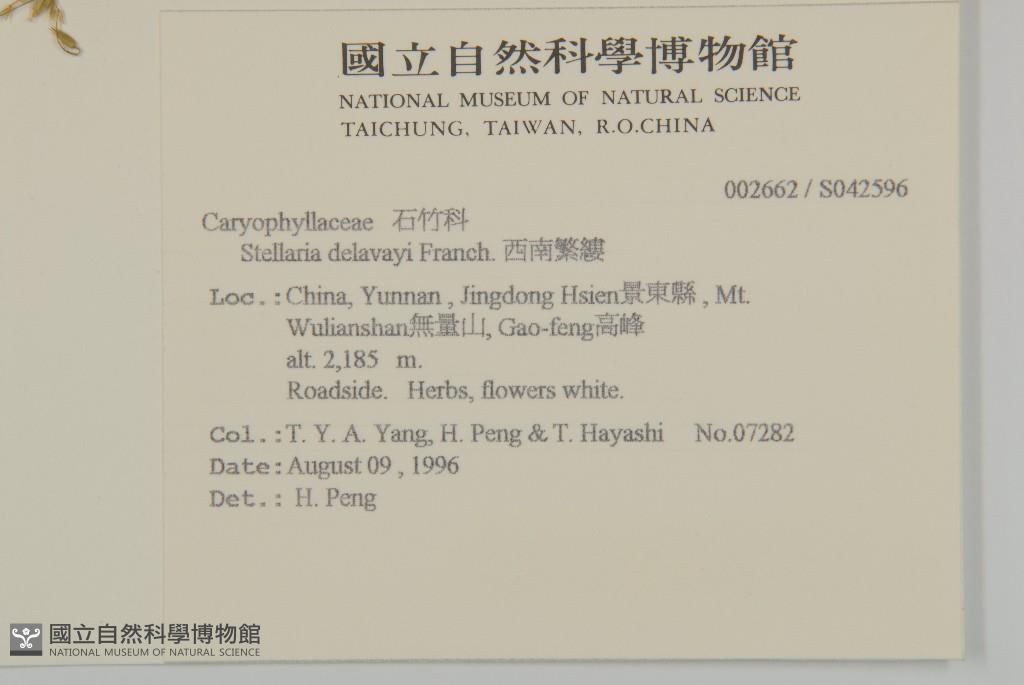 國立自然科學博物館
NATIONAL MUSEUM OF NATURAL SCIENCE
TAICHUNG, TAIWAN, R.O.CHINA
002662 / S042596
Caryophyllaceae 石竹科
Stellaria delavayi Franch. 西南繁縷
Loc.: China, Yunnan , Jingdong Hsien景東縣 , Mt.
Wulianshan無量山, Gao-feng高峰
alt. 2,185 m.
Roadside. Herbs, flowers white.
Col.: T. Y. A. Yang, H. Peng & T. Hayashi No.07282
Date: August 09 , 1996
Det.: H. Peng
國立自然科學博物館
NATIONAL MUSEUM OF NATURAL SCIENCE